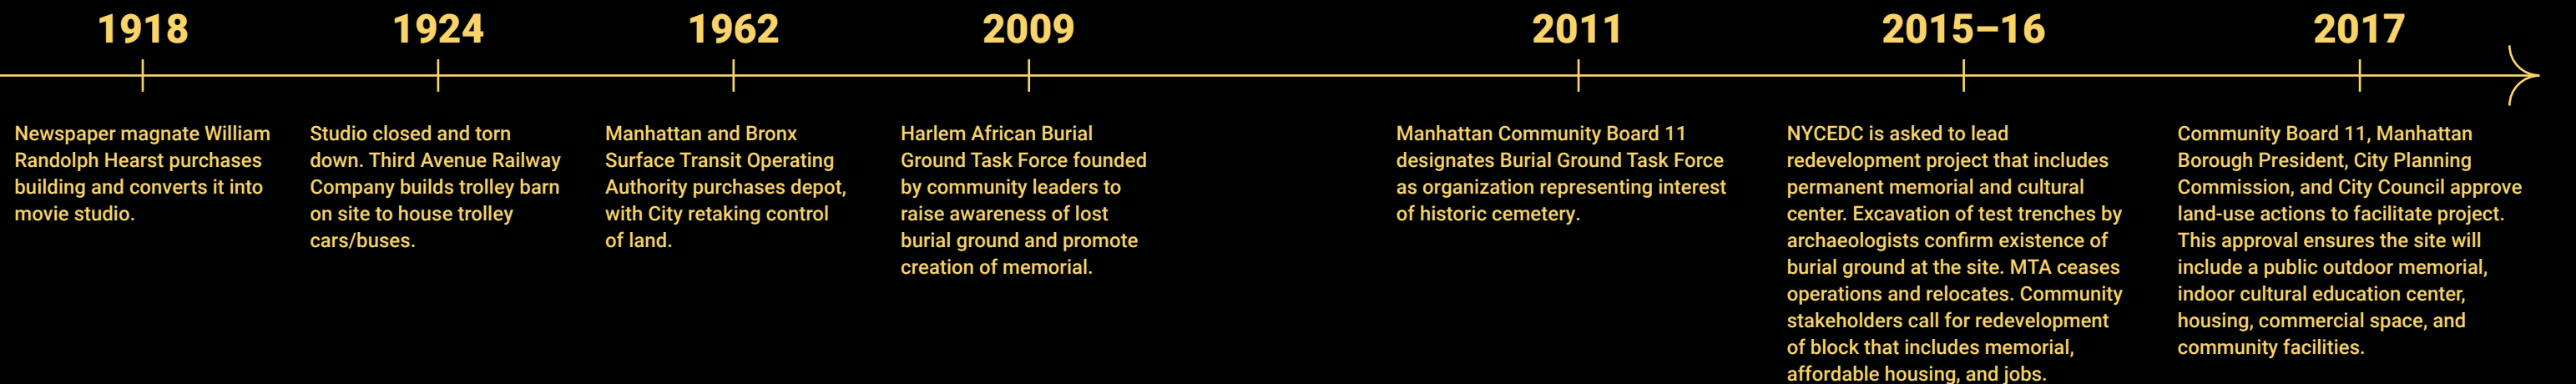 1918
Newspaper magnate William
Randolph Hearst purchases
building and converts it into
movie studio.
1924
Studio closed and torn
down. Third Avenue Railway
Company builds trolley barn
on site to house trolley
cars/buses.
1962
Manhattan and Bronx
Surface Transit Operating
Authority purchases depot,
with City retaking control
of land.
2009
Harlem African Burial
Ground Task Force founded
by community leaders to
raise awareness of lost
burial ground and promote
creation of memorial.
2011
Manhattan Community Board 11
designates Burial Ground Task Force
as organization representing interest
of historic cemetery.
2015–16
NYCEDC is asked to lead
redevelopment project that includes
permanent memorial and cultural
center. Excavation of test trenches by
archaeologists confirm existence of
burial ground at the site. MTA ceases
operations and relocates. Community
stakeholders call for redevelopment
of block that includes memorial,
affordable housing, and jobs.
2017
Community Board 11, Manhattan
Borough President, City Planning
Commission, and City Council approve
land-use actions to facilitate project.
This approval ensures the site will
include a public outdoor memorial,
indoor cultural education center,
housing, commercial space, and
community facilities.